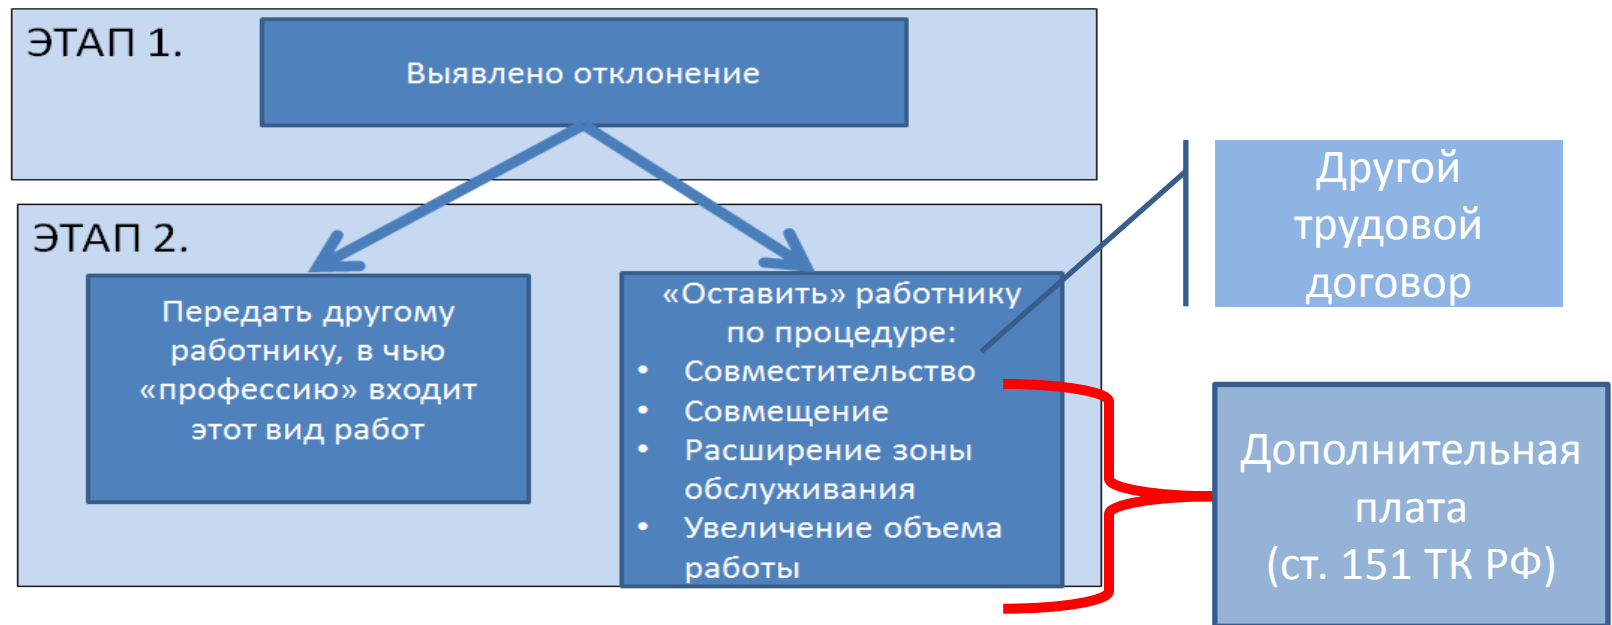 ЭТАП 1.
Выявлено отклонение
ЭТАП 2.
Передать другому
работнику, в чью
«профессию» входит
этот вид работ
«Оставить» работнику
по процедуре:
• Совместительство
• Совмещение
• Расширение зоны
обслуживания
• Увеличение объема
работы
Другой
трудовой
договор
Дополнительная
плата
(ст. 151 ТК РФ)